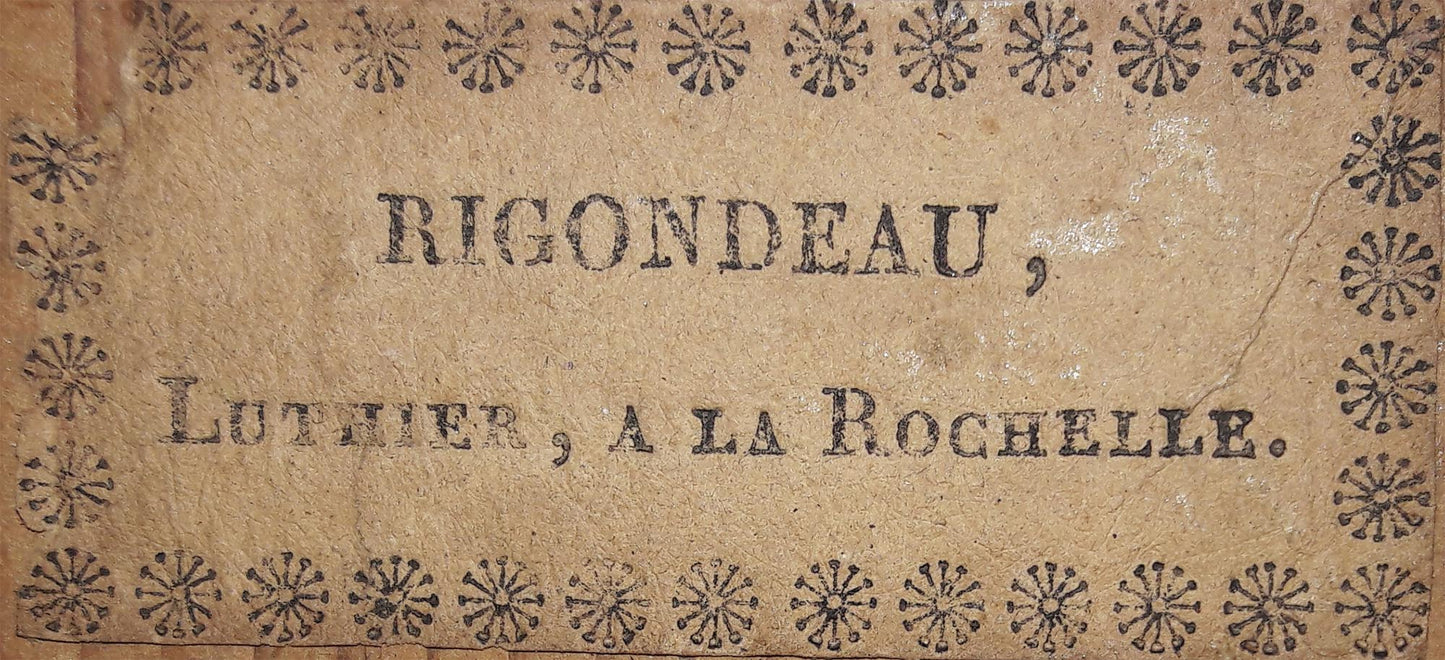 RIGONDEAU,
LUTHIER, A LA ROCHELLE.